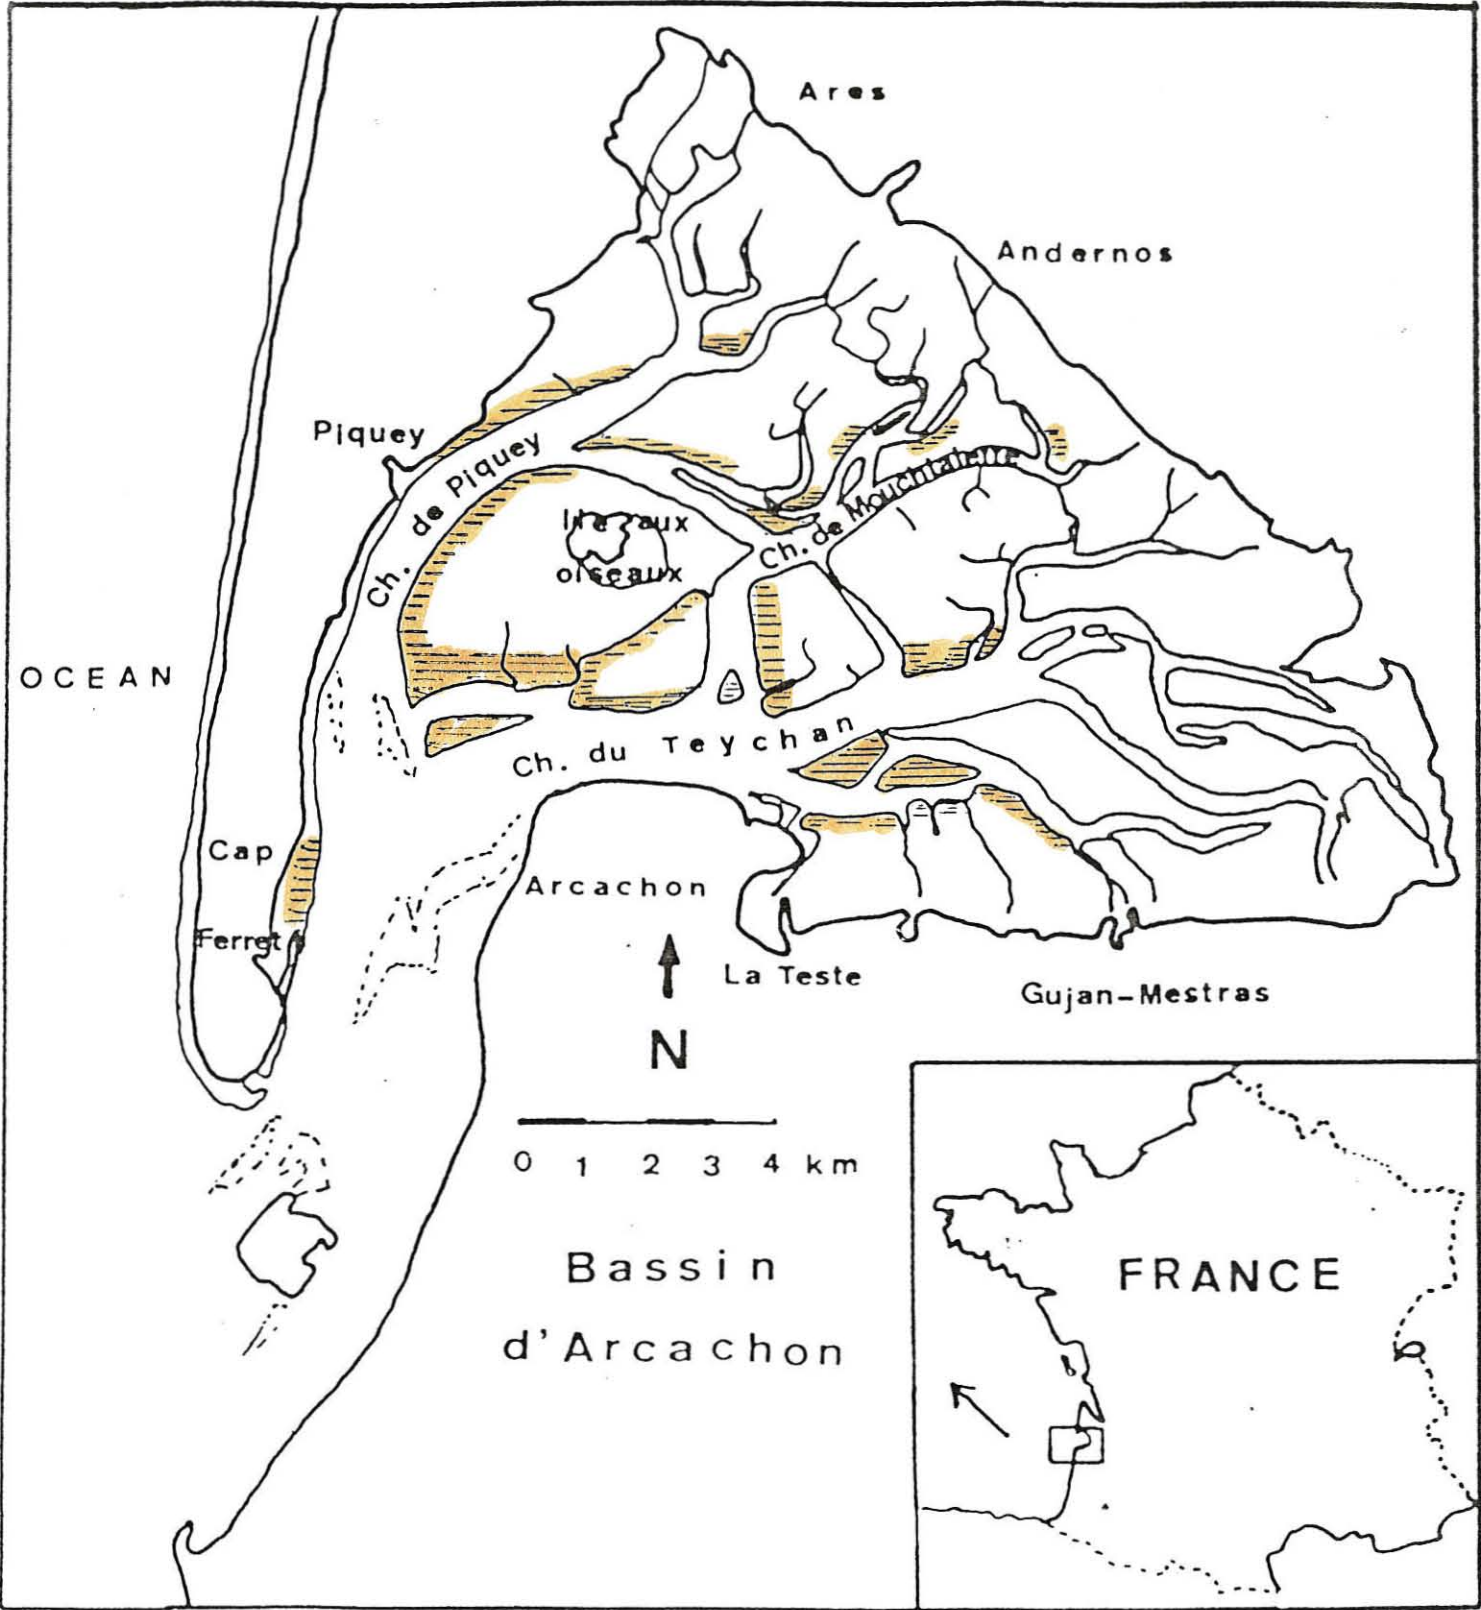 Ares
Andernos
Piquey
Ch. de Piquey
Ile aux
oiseaux
Ch. de
OCEAN
Ch. du Teychan
Cap
Ferret
Arcachon
La Teste
Gujan-Mestras
N
0 1 2 3 4 km
Bassin
d'Arcachon
FRANCE